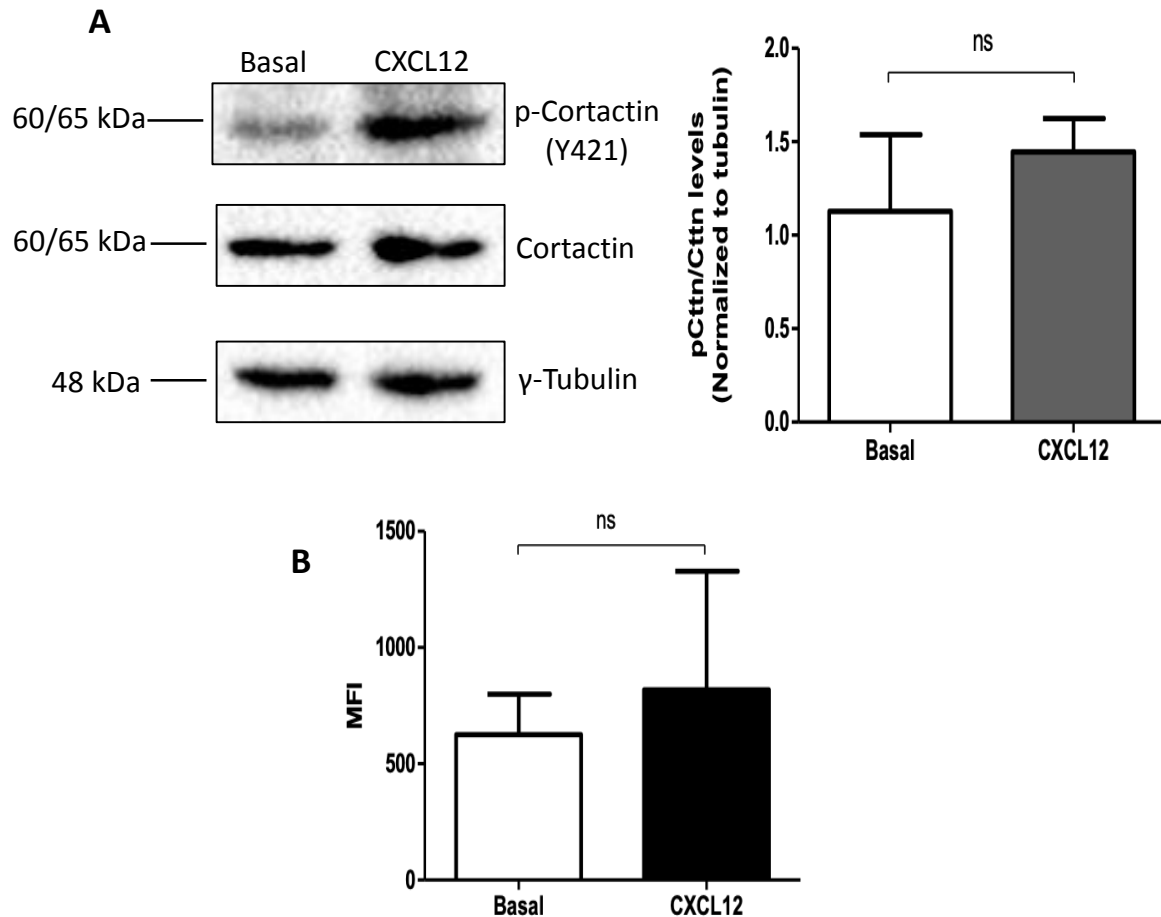 A
Basal CXCL12
60/65 kDa
p-Cortactin
(Y421)
60/65 kDa
Cortactin
48 kDa
γ-Tubulin
pCttn/Cttn levels
(Normalized to tubulin)
2.0
1.5
1.0
0.5
0.0
ns
Basal CXCL12
B
MFI
1500
1000
500
0
ns
Basal CXCL12